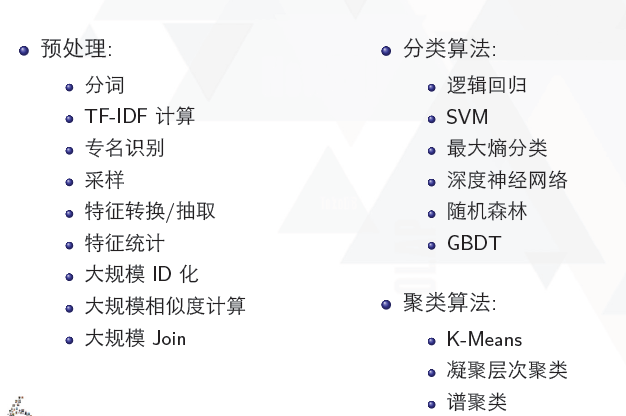 预处理:
分词
TF-IDF 计算
专名识别
采样
特征转换/抽取
特征统计
大规模 ID 化
大规模相似度计算
大规模 Join
分类算法:
逻辑回归
SVM
最大熵分类
深度神经网络
随机森林
GBDT
聚类算法:
K-Means
凝聚层次聚类
谱聚类